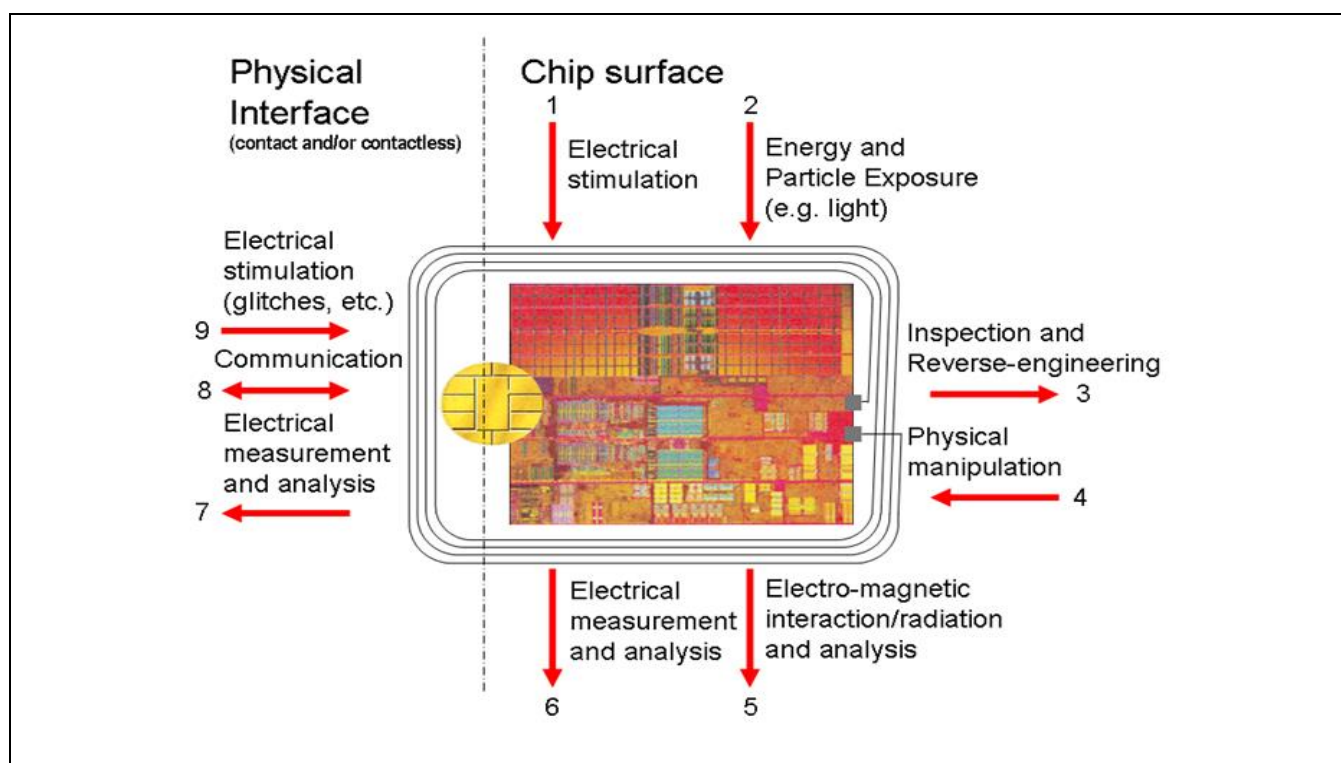 Physical
Interface
(contact and/or contactless)
Chip surface
1
Electrical
stimulation
2
Energy and
Particle Exposure
(e.g. light)
Electrical
stimulation
(glitches, etc.)
9
Communication
8
Electrical
measurement
and analysis
7
Inspection and
Reverse-engineering
3
Physical
manipulation
4
Electrical
measurement
and analysis
6
Electro-magnetic
interaction/radiation
and analysis
5